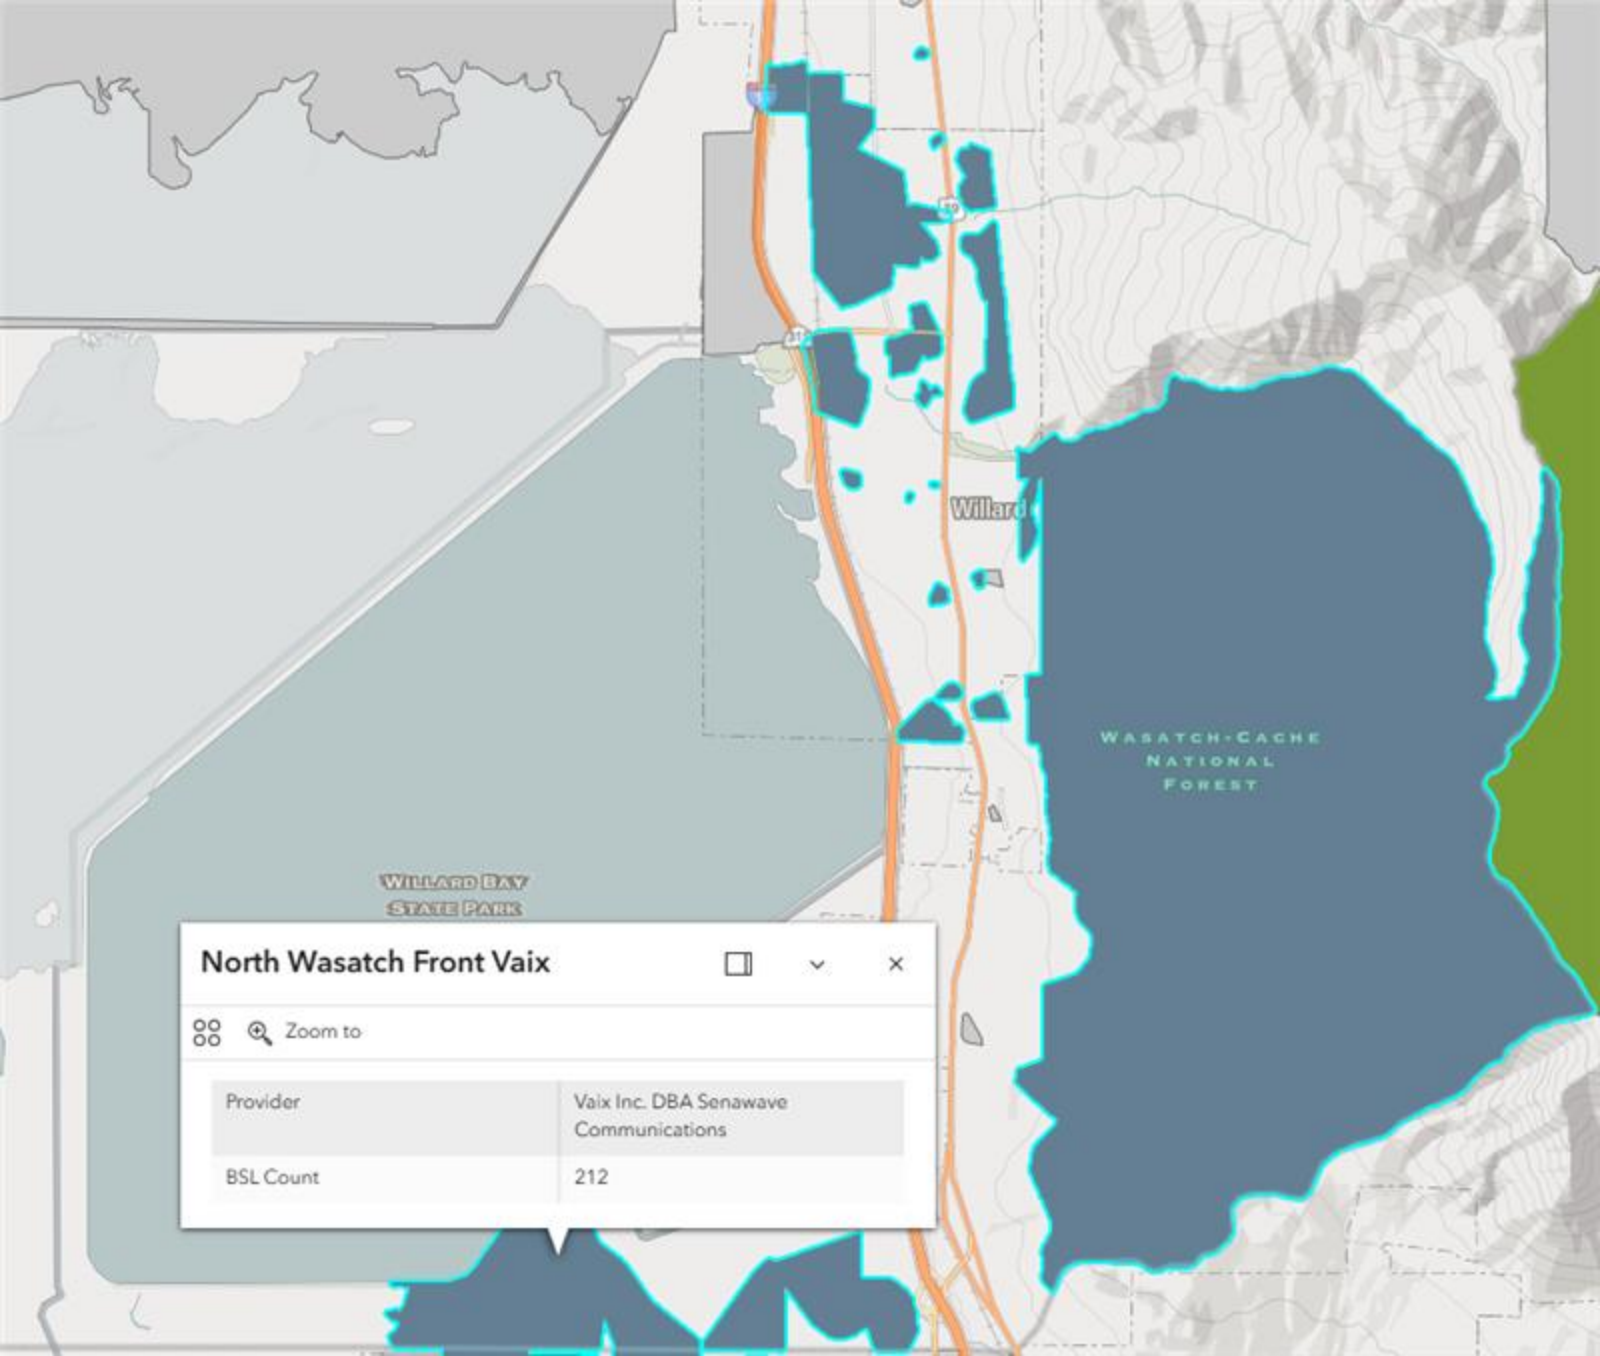 Willard
WASATCH-CACHE
NATIONAL
FOREST
WILLARD BAY
STATE PARK
North Wasatch Front Vaix
Zoom to
Provider
Vaix Inc. DBA Senawave
Communications
BSL Count
212